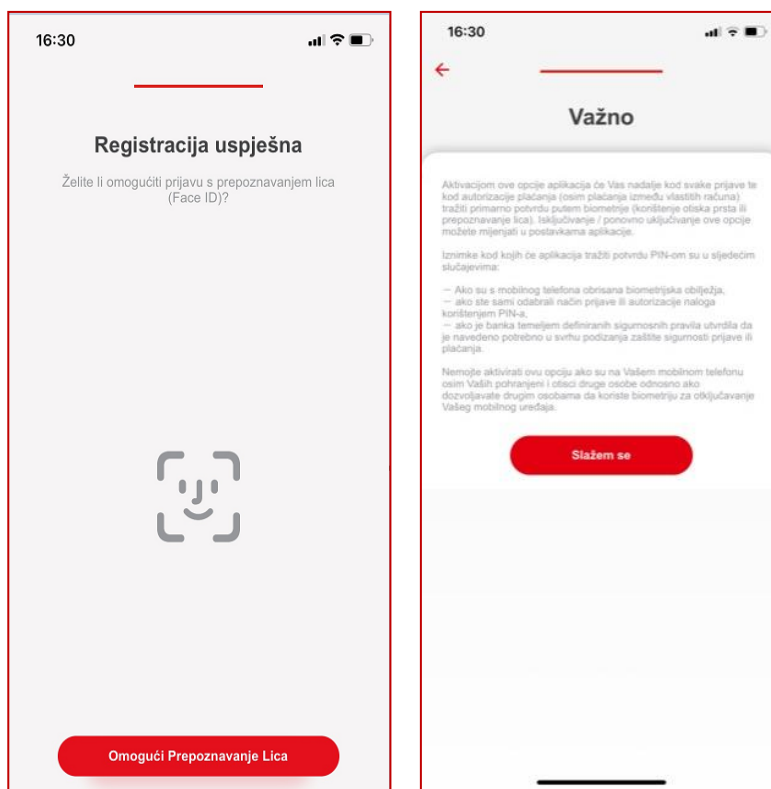 16:30
Registracija uspješna
Želite li omogućiti prijavu s prepoznavanjem lica
(Face ID)?
Omogući Prepoznavanje Lica
16:30
Važno
Aktivacijom ove opcije aplikacija će Vas nadalje kod svake prijave te
kod autorizacije plaćanja (osim plaćanja između vlastitih računa)
tražiti primarno potvrdu putem biometrije (korištenje otiska prsta ili
prepoznavanje lica). Isključivanje / ponovno uključivanje ove opcije
možete mijenjati u postavkama aplikacije.
Iznimke kod kojih će aplikacija tražiti potvrdu PIN-om su u sljedećim
slučajevima:
— Ako su s mobilnog telefona obrisana biometrijska obilježja,
— ako ste sami odabrali način prijave ili autorizacije naloga
korištenjem PIN-a,
— ako je banka temeljem definiranih sigurnosnih pravila utvrdila da
je navedeno potrebno u svrhu podizanja zaštite sigurnosti prijave ili
plaćanja.
Nemojte aktivirati ovu opciju ako su na Vašem mobilnom telefonu
osim Vaših pohranjeni i otisci druge osobe odnosno ako
dozvoljavate drugim osobama da koriste biometriju za otključavanje
Vašeg mobilnog uređaja.
Slažem se